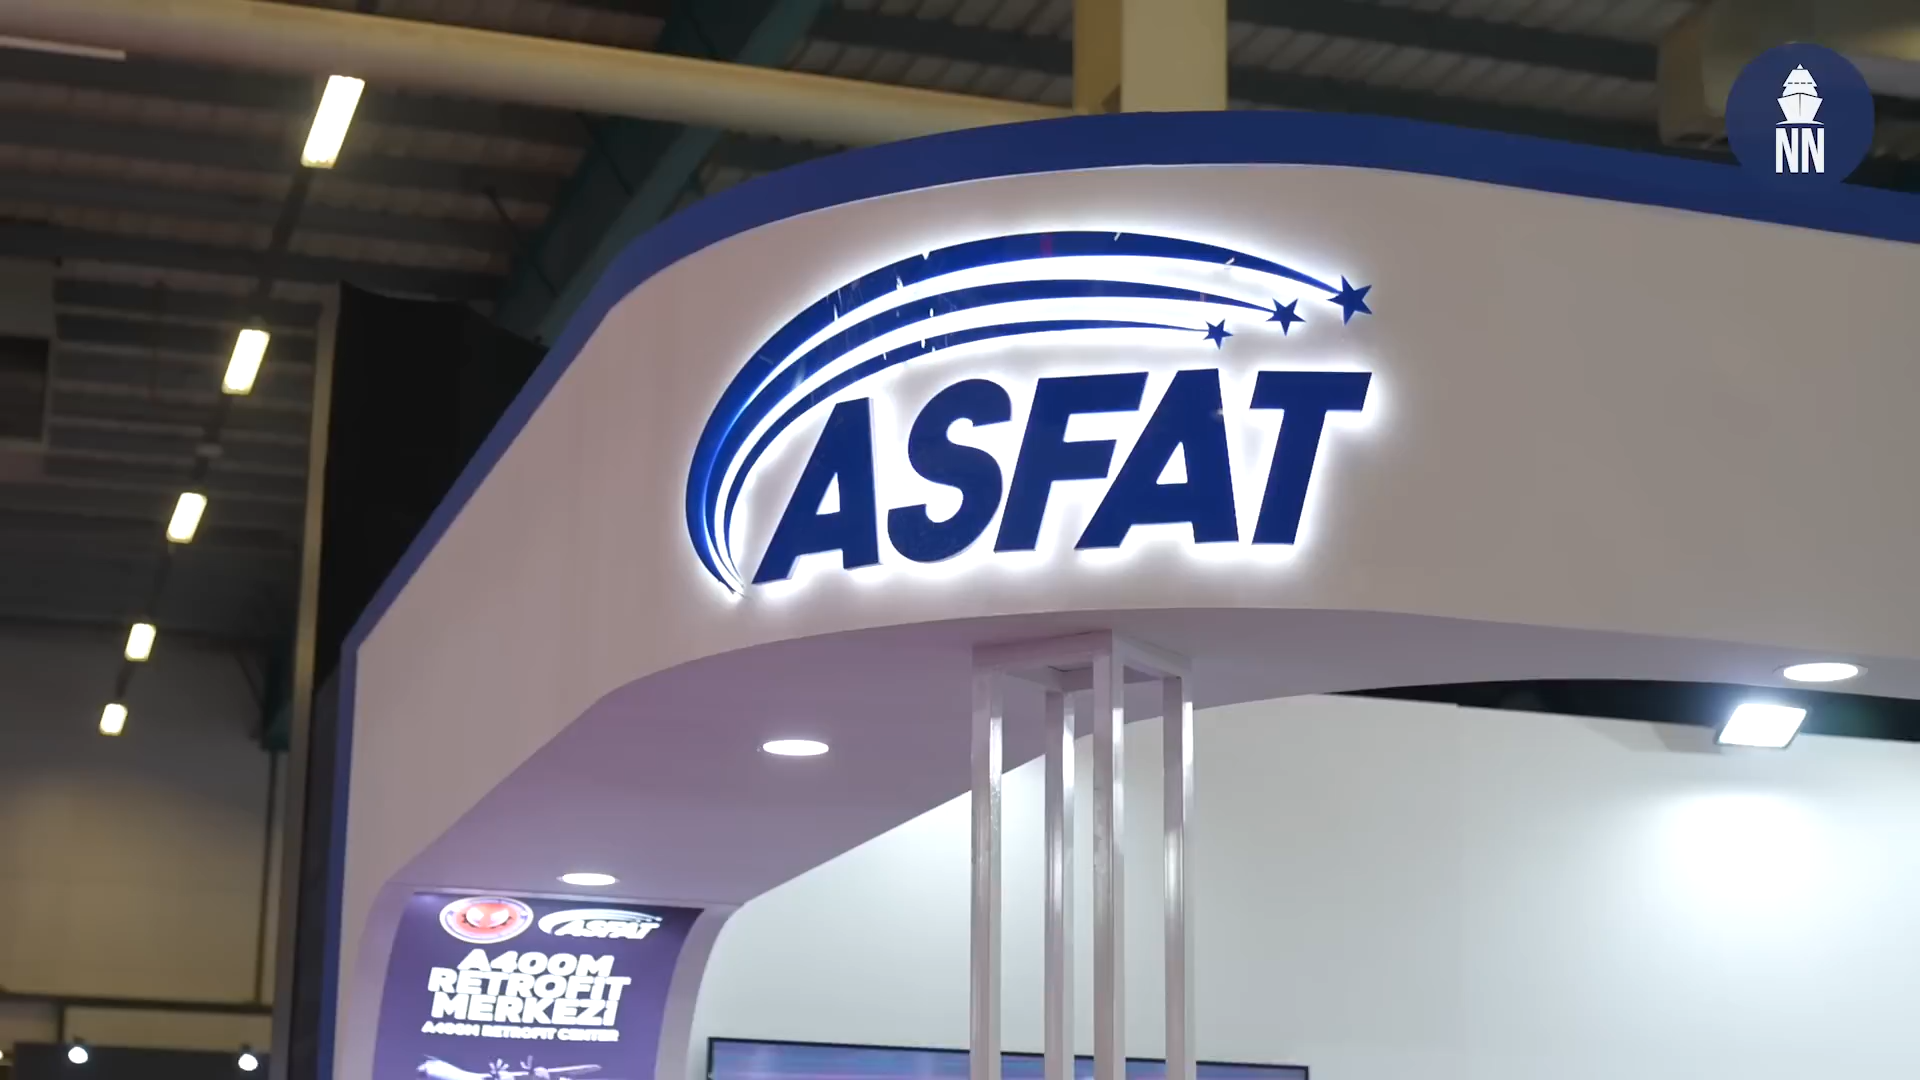 NN
ASFAT
ASFAT
A400M
RETROFIT
MERKEZİ
A400M RETROFIT CENTER